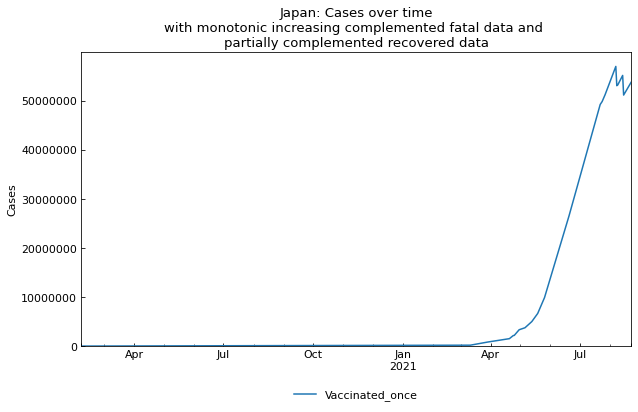 Japan: Cases over time
with monotonic increasing complemented fatal data and
partially complemented recovered data
Cases
50000000
40000000
30000000
20000000
10000000
0
Apr Jul Oct Jan Apr Jul
2021
Vaccinated_once